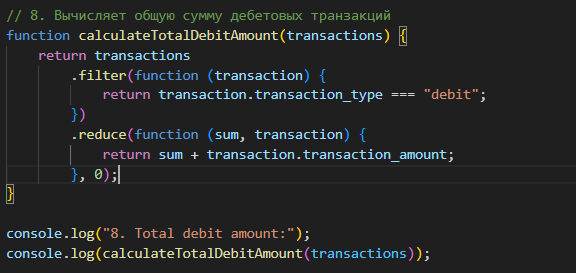 // 8. Вычисляет общую сумму дебетовых транзакций
function calculateTotalDebitAmount(transactions) {
    return transactions
        .filter(function (transaction) {
            return transaction.transaction_type === "debit";
        })
        .reduce(function (sum, transaction) {
            return sum + transaction.transaction_amount;
        }, 0);
}

console.log("8. Total debit amount:");
console.log(calculateTotalDebitAmount(transactions));